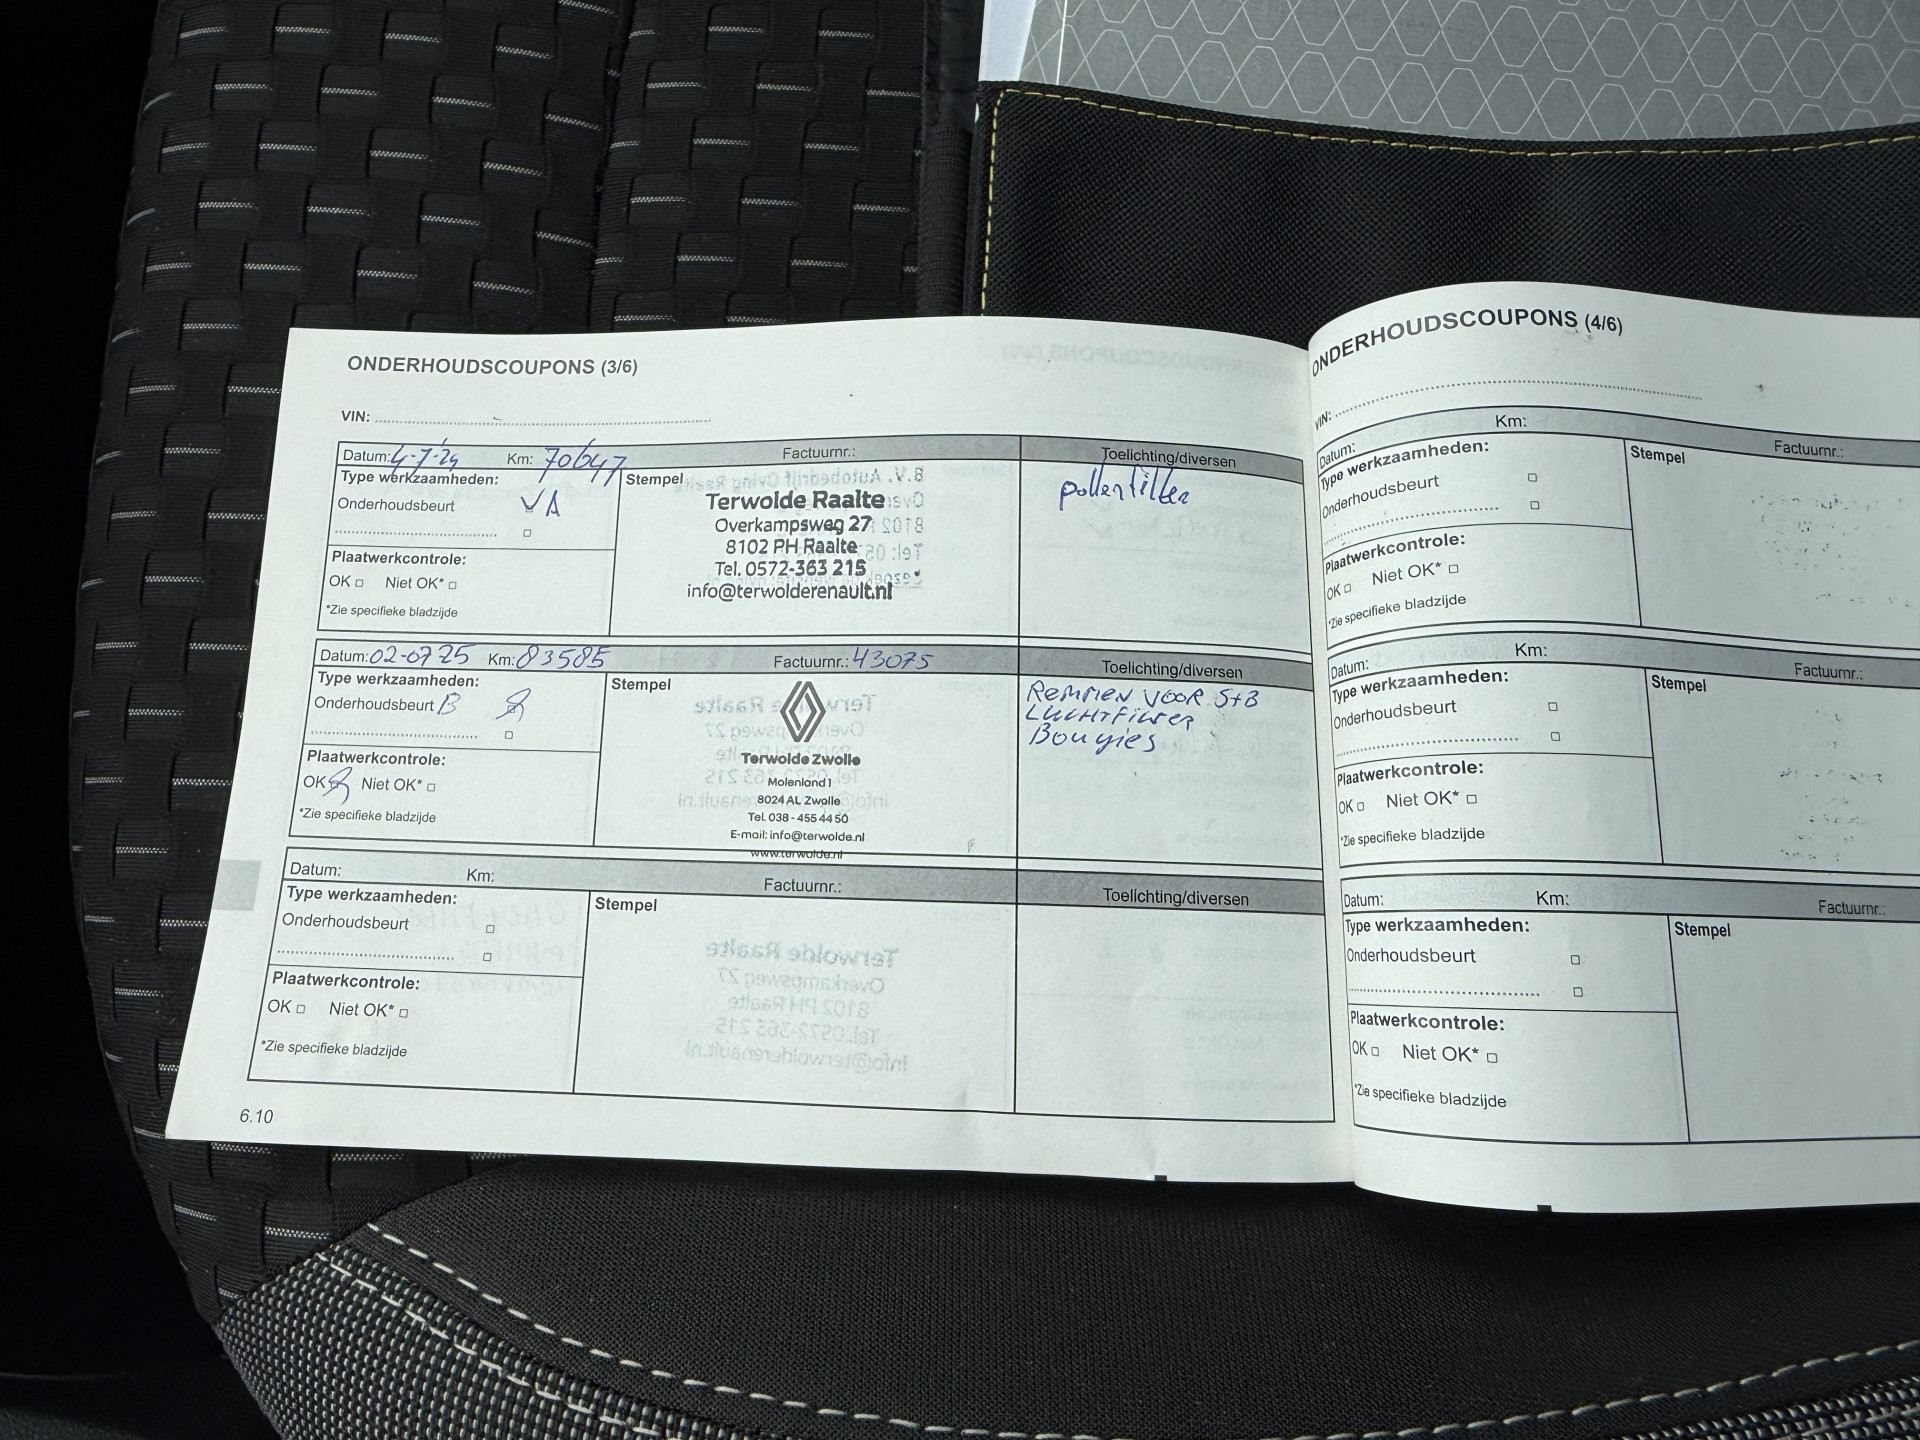 ONDERHOUDSCOUPONS (3/6)
VIN:
Datum: 4-7-24 Km: 70647 Factuurnr.: Toelichting/diversen
Type werkzaamheden: Stempel
Onderhoudsbeurt A
pollenfilter
Terwolde Raalte
Overkampsweg 27
8102 PH Raalte
Tel. 0572-363 215
info@terwolderenault.nl
Plaatwerkcontrole:
OK Niet OK*
*Zie specifieke bladzijde
Datum: 02-07 25 Km: 83585 Factuurnr.: 43075 Toelichting/diversen
Type werkzaamheden: Stempel
Onderhoudsbeurt B
Remmen voor S+B
Luchtfilter
Bougies
Terwolde Zwolle
Molenland 1
8024 AL Zwolle
Tel. 038 - 455 44 50
E-mail: info@terwolde.nl
www.terwolde.nl
Plaatwerkcontrole:
OK Niet OK*
*Zie specifieke bladzijde
Datum: Km: Factuurnr.: Toelichting/diversen
Type werkzaamheden: Stempel
Onderhoudsbeurt
Plaatwerkcontrole:
OK Niet OK*
*Zie specifieke bladzijde
6.10
ONDERHOUDSCOUPONS (4/6)
VIN:
Datum: Km: Factuurnr.:
Type werkzaamheden: Stempel
Onderhoudsbeurt
Plaatwerkcontrole:
OK Niet OK*
*Zie specifieke bladzijde
Datum: Km: Factuurnr.:
Type werkzaamheden: Stempel
Onderhoudsbeurt
Plaatwerkcontrole:
OK Niet OK*
*Zie specifieke bladzijde
Datum: Km: Factuurnr.:
Type werkzaamheden: Stempel
Onderhoudsbeurt
Plaatwerkcontrole:
OK Niet OK*
*Zie specifieke bladzijde